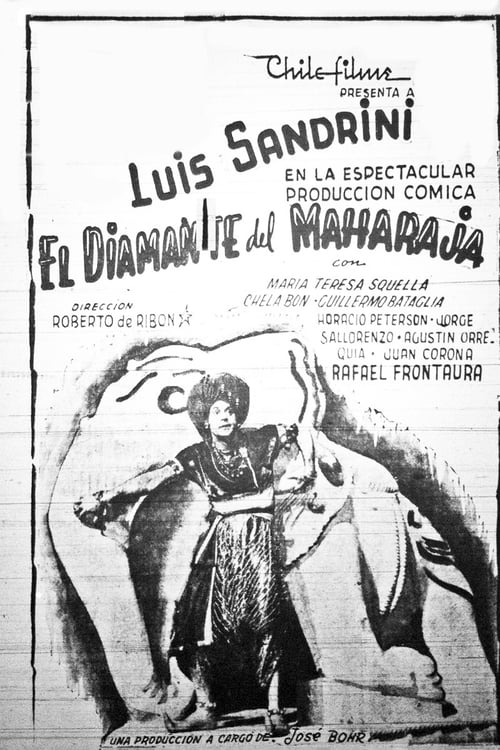 Chile films
PRESENTA A
LUIS SANDRINI
EN LA ESPECTACULAR
PRODUCCION COMICA
EL DIAMANTE del MAHARAJA
con
MARIA TERESA SQUELLA
CHELA BON - GUILLERMO BATAGLIA
HORACIO PETERSON - JORGE
SALLORENZO - AGUSTIN ORRE-
QUIA - JUAN CORONA
RAFAEL FRONTAURA
DIRECCION
ROBERTO de RIBON
UNA PRODUCCION A CARGO DE: José BOHR